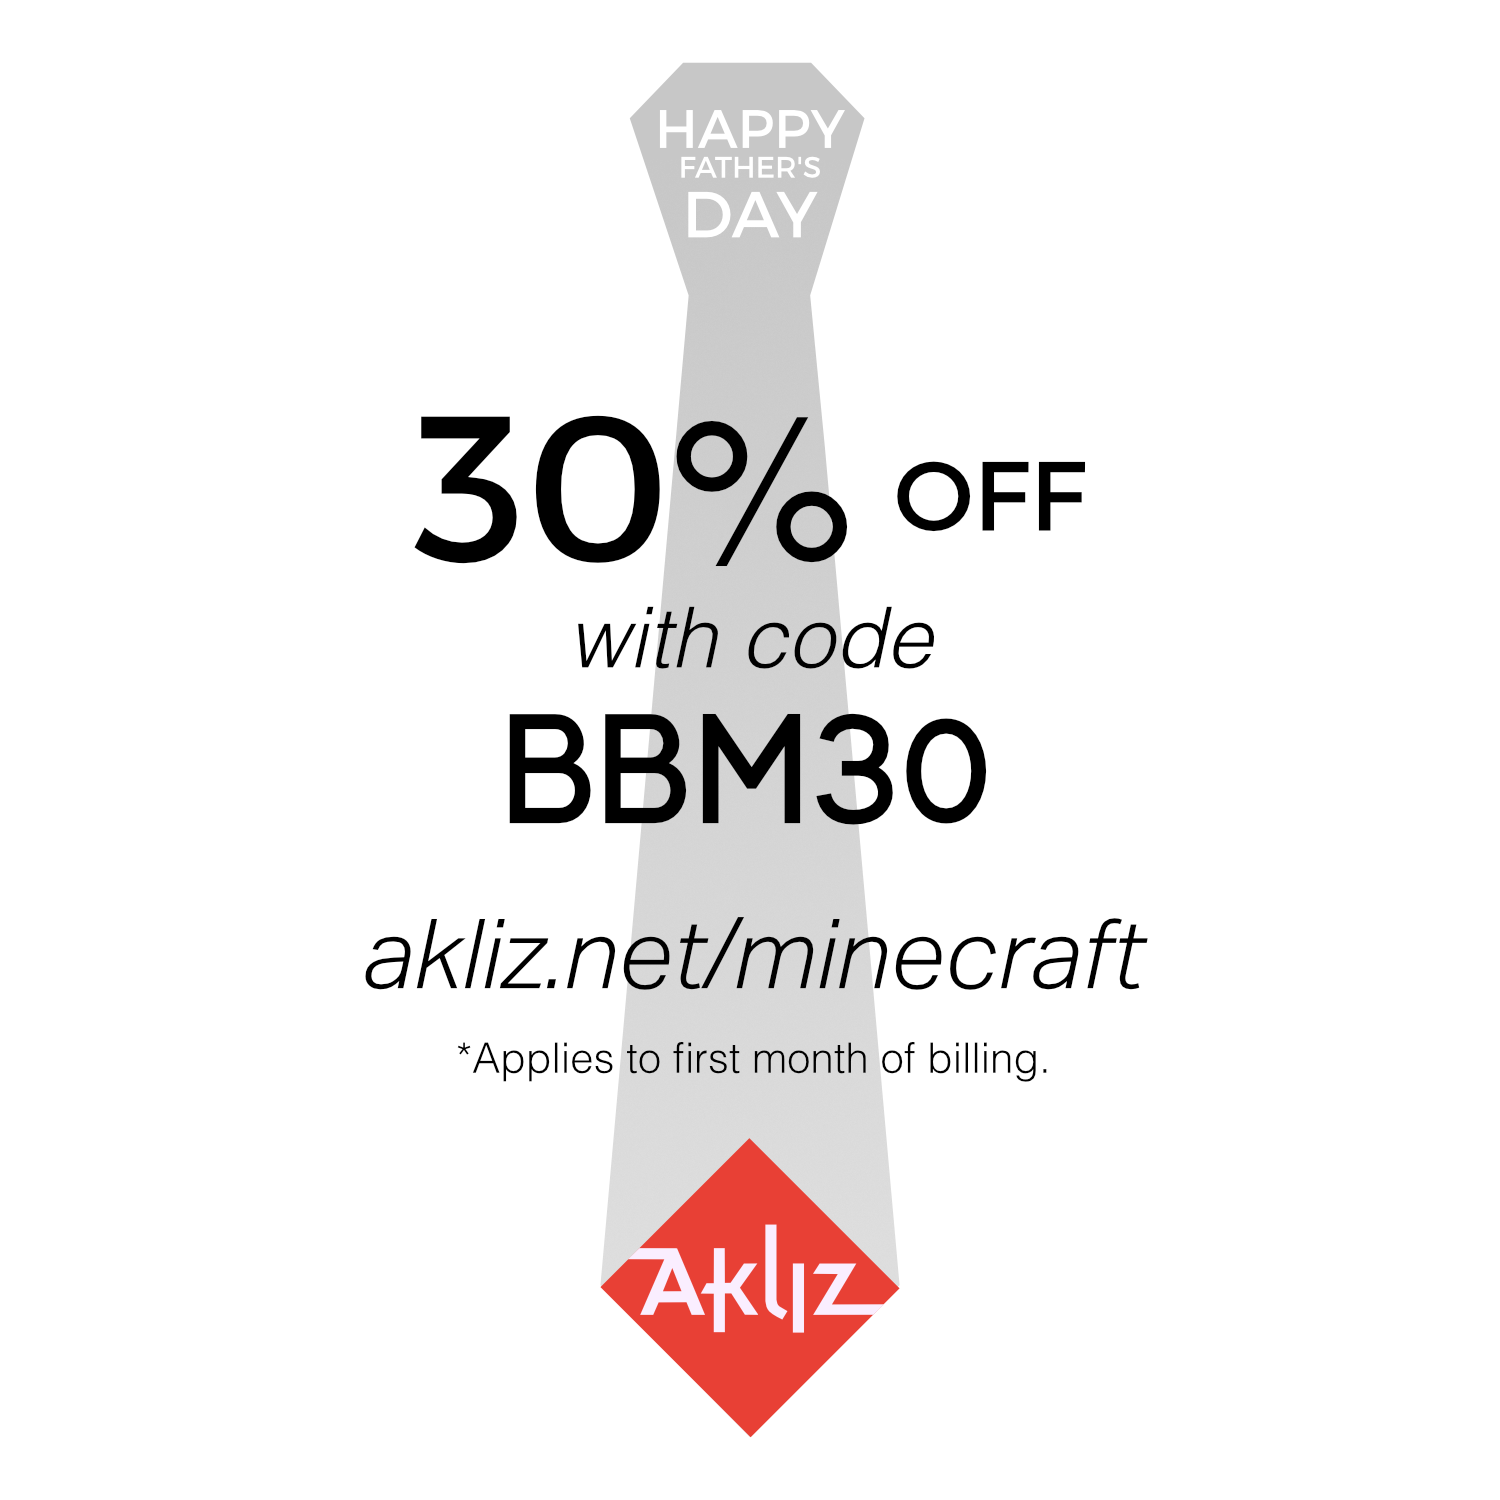 HAPPY
FATHER'S
DAY
30% OFF
with code
BBM30
akliz.net/minecraft
*Applies to first month of billing.
Akliz